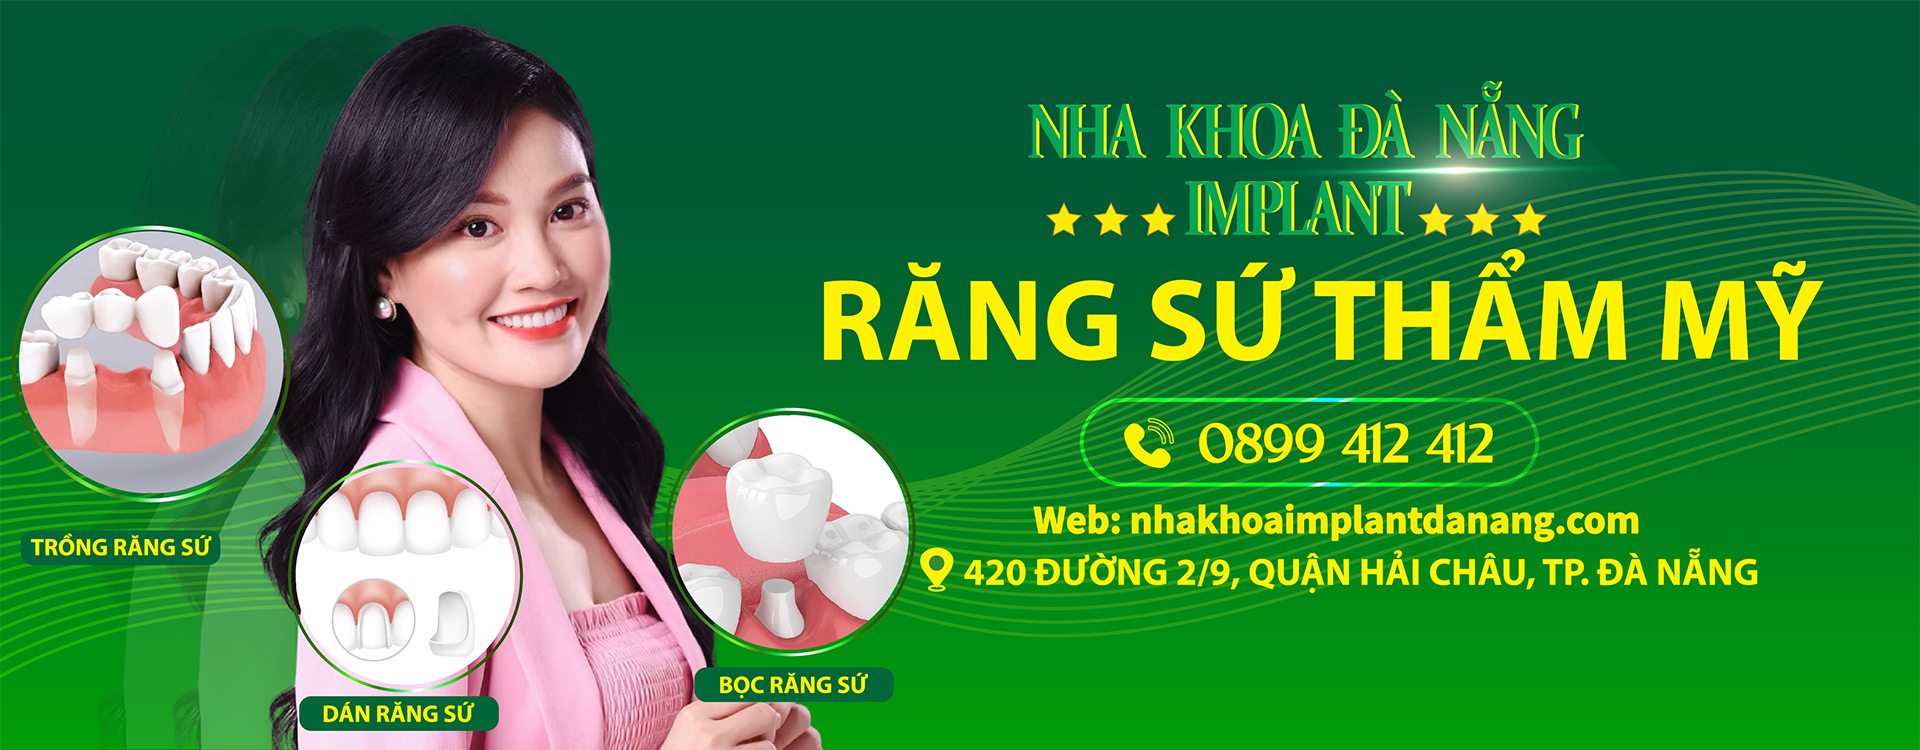 NHA KHOA ĐÀ NẴNG
IMPLANT
RĂNG SỨ THẨM MỸ
0899 412 412
Web: nhakhoaimplantdanang.com
420 ĐƯỜNG 2/9, QUẬN HẢI CHÂU, TP. ĐÀ NẴNG
TRỒNG RĂNG SỨ
DÁN RĂNG SỨ
BỌC RĂNG SỨ